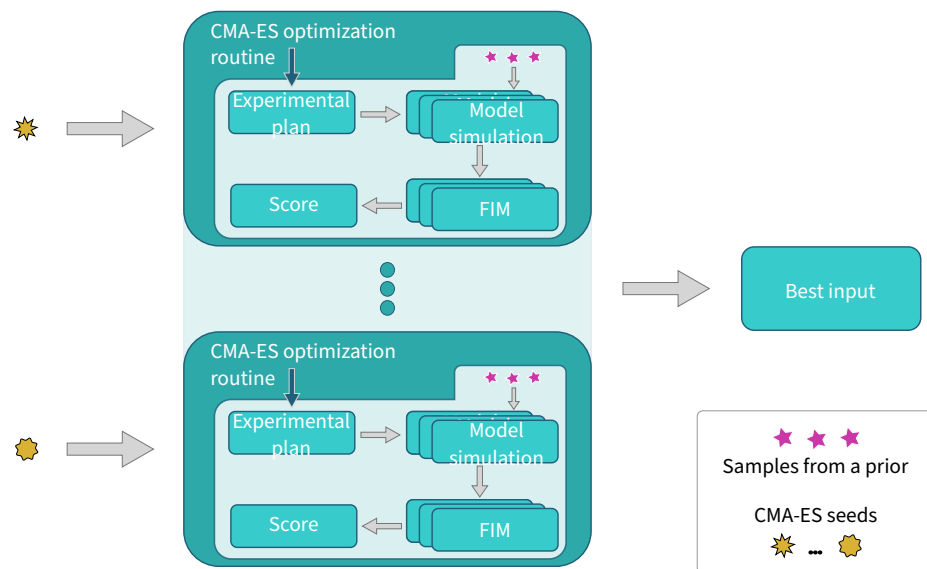 CMA-ES optimization
routine
Experimental
plan
Model
simulation
Score
FIM
Best input
CMA-ES optimization
routine
Experimental
plan
Model
simulation
Score
FIM
Samples from a prior
CMA-ES seeds
...